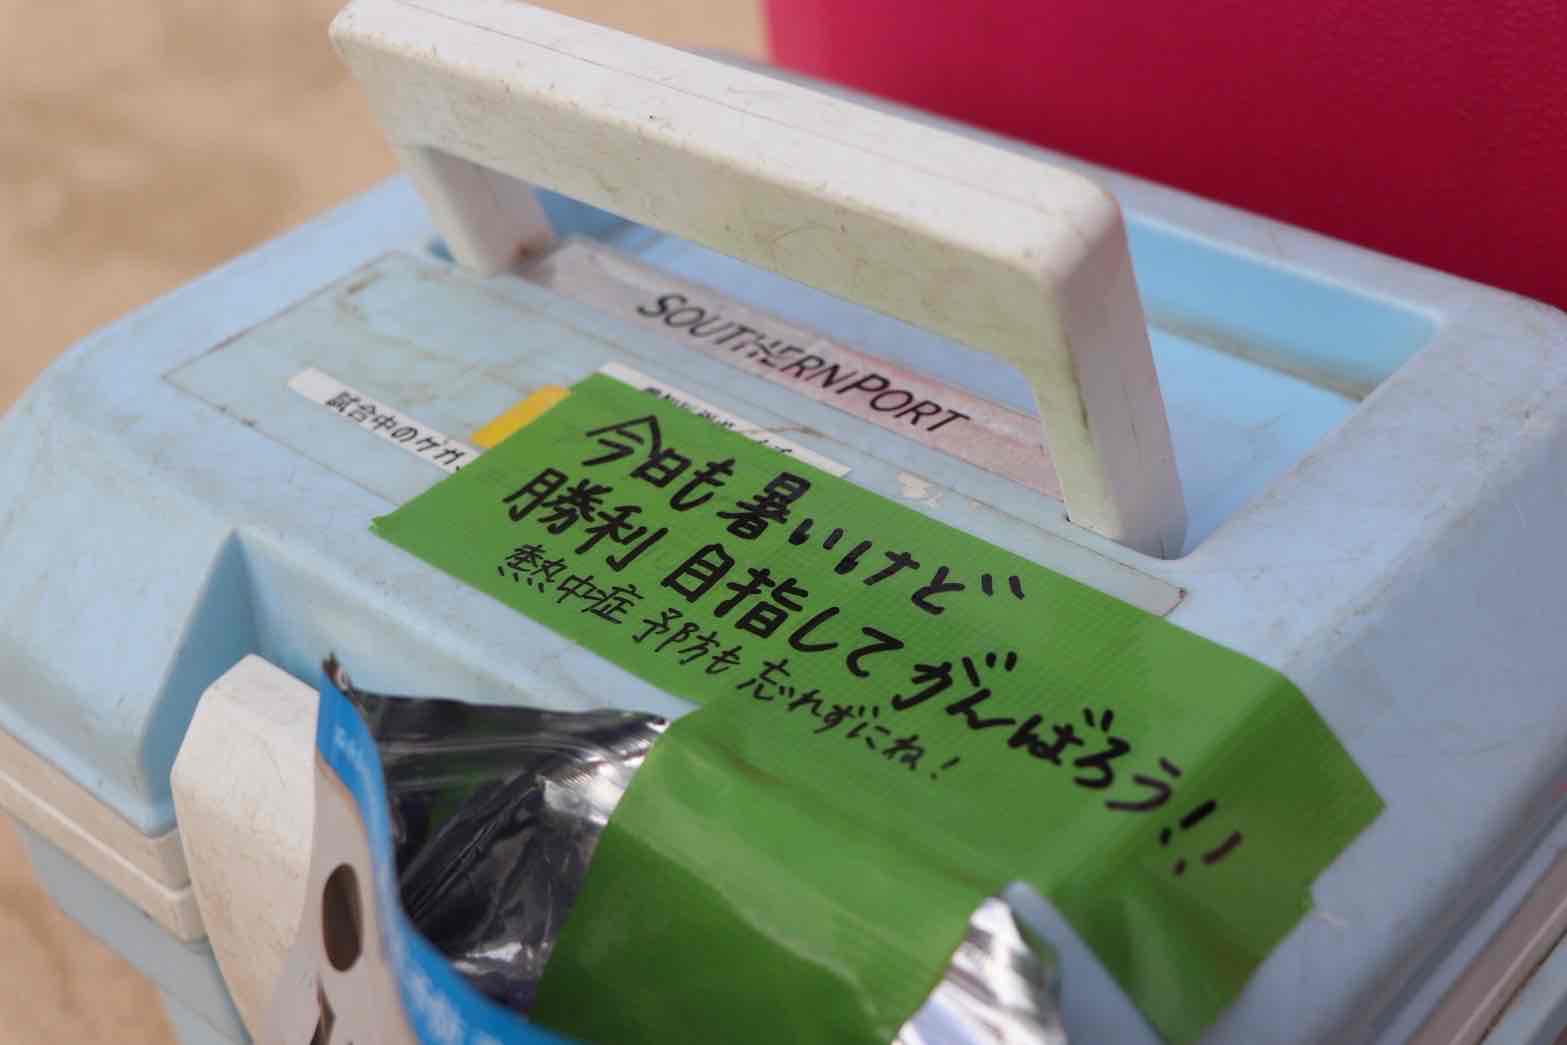 SOUTHERNPORT
試合中のケガ、
今日も暑いけど
勝利目指してがんばろう!!
熱中症予防も忘れずにね!